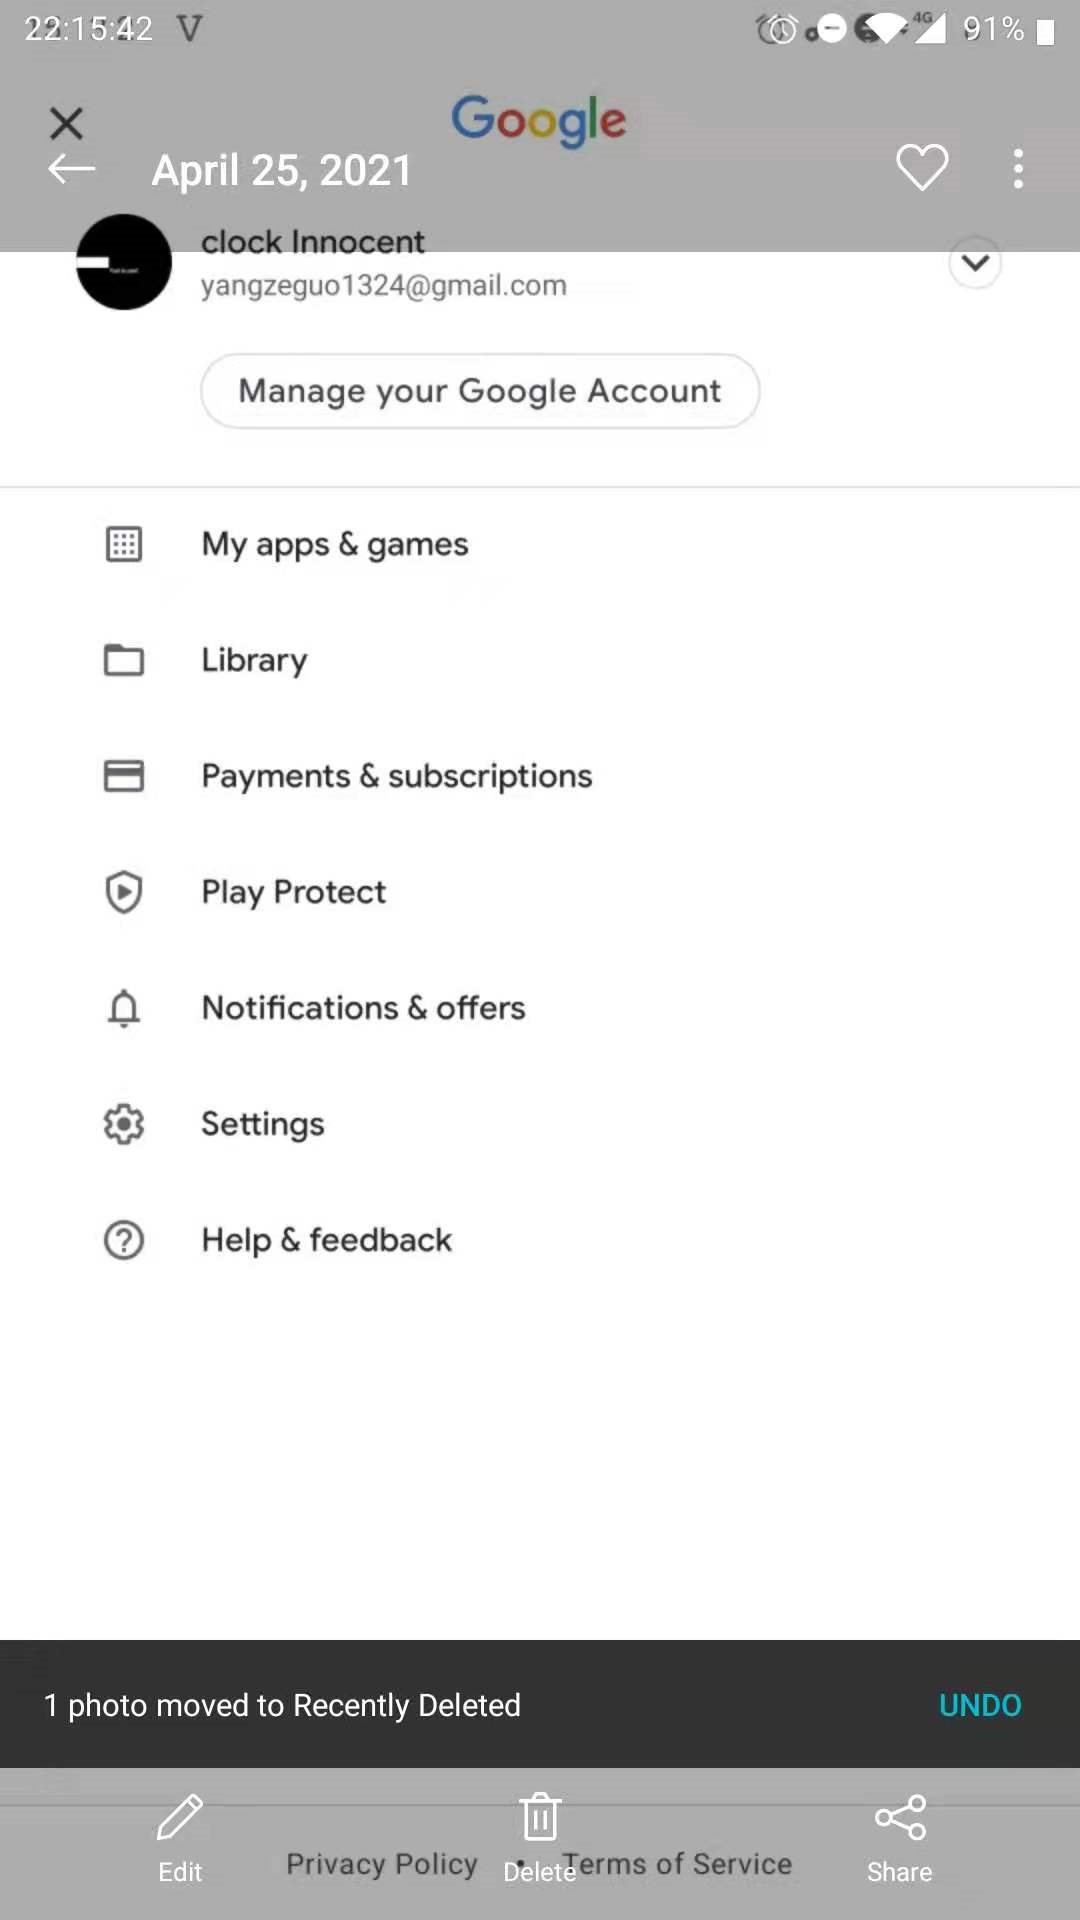 22:15:42 V 4G 91%
Google
April 25, 2021
clock Innocent
yangzeguo1324@gmail.com
Manage your Google Account
My apps & games
Library
Payments & subscriptions
Play Protect
Notifications & offers
Settings
Help & feedback
1 photo moved to Recently Deleted UNDO
Privacy Policy • Terms of Service
Edit Delete Share